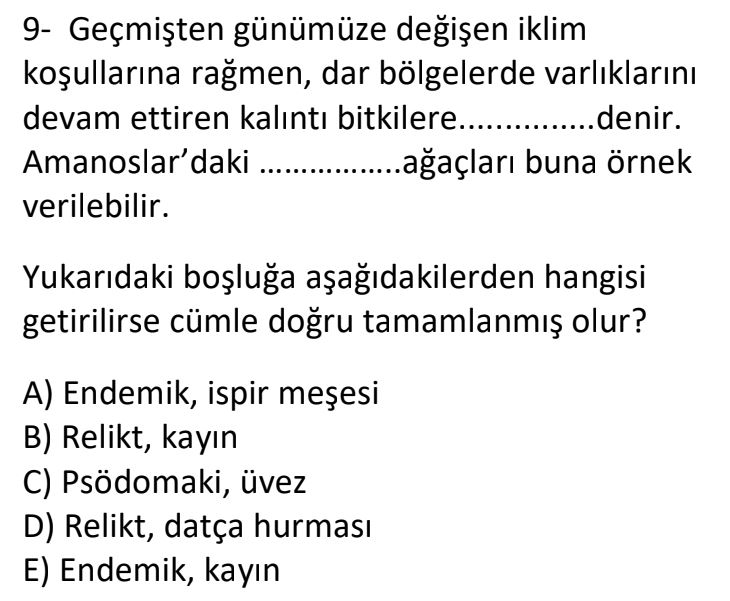 9- Geçmişten günümüze değişen iklim
koşullarına rağmen, dar bölgelerde varlıklarını
devam ettiren kalıntı bitkilere...............denir.
Amanoslar’daki .................ağaçları buna örnek
verilebilir.
Yukarıdaki boşluğa aşağıdakilerden hangisi
getirilirse cümle doğru tamamlanmış olur?
A) Endemik, ispir meşesi
B) Relikt, kayın
C) Psödomaki, üvez
D) Relikt, datça hurması
E) Endemik, kayın